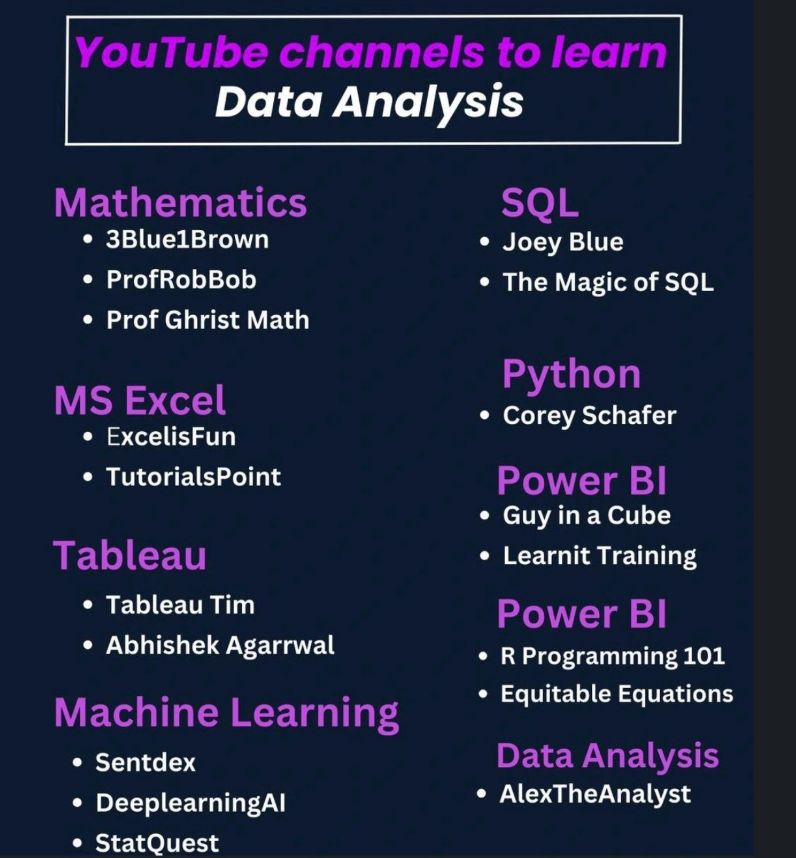 YouTube channels to learn
Data Analysis
Mathematics
• 3Blue1Brown
• ProfRobBob
• Prof Ghrist Math
MS Excel
• ExcelisFun
• TutorialsPoint
Tableau
• Tableau Tim
• Abhishek Agarrwal
Machine Learning
• Sentdex
• DeeplearningAI
• StatQuest
SQL
• Joey Blue
• The Magic of SQL
Python
• Corey Schafer
Power BI
• Guy in a Cube
• Learnit Training
Power BI
• R Programming 101
• Equitable Equations
Data Analysis
• AlexTheAnalyst